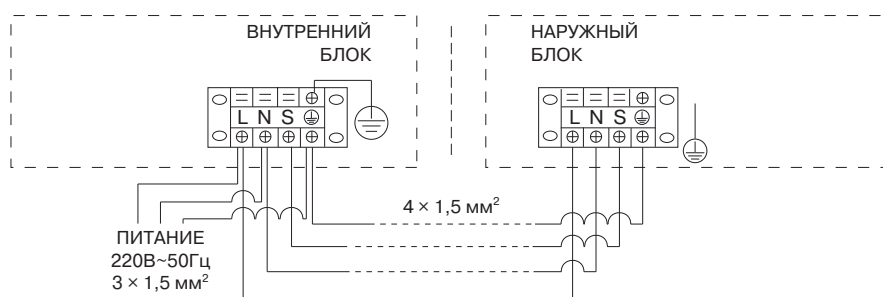 ВНУТРЕННИЙ
БЛОК
НАРУЖНЫЙ
БЛОК
L N S
L N S
4 × 1,5 мм²
ПИТАНИЕ
220В~50Гц
3 × 1,5 мм²